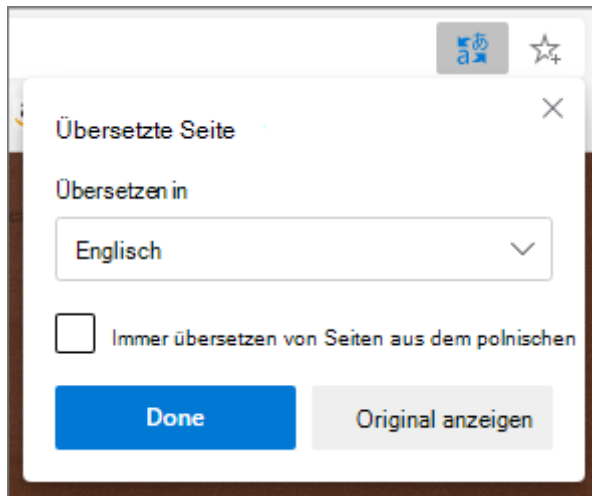 Übersetzte Seite
Übersetzen in
Englisch
Immer übersetzen von Seiten aus dem polnischen
Done
Original anzeigen